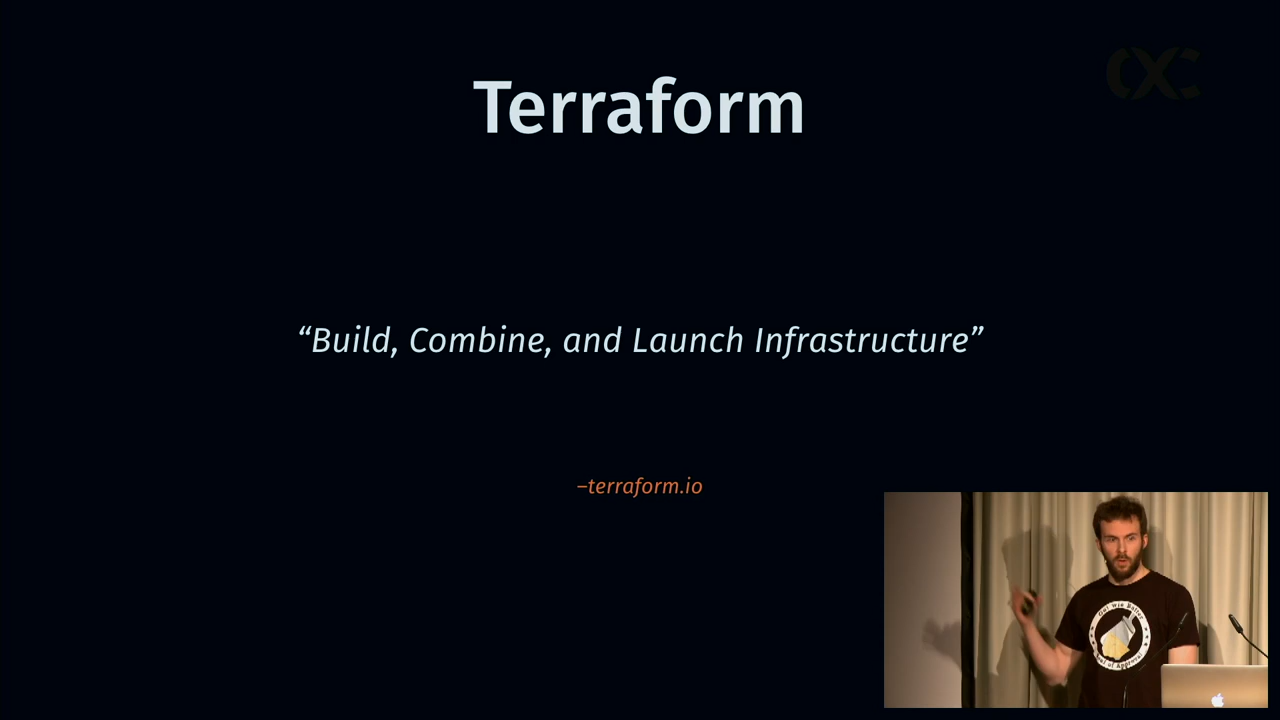 Terraform
“Build, Combine, and Launch Infrastructure”
–terraform.io